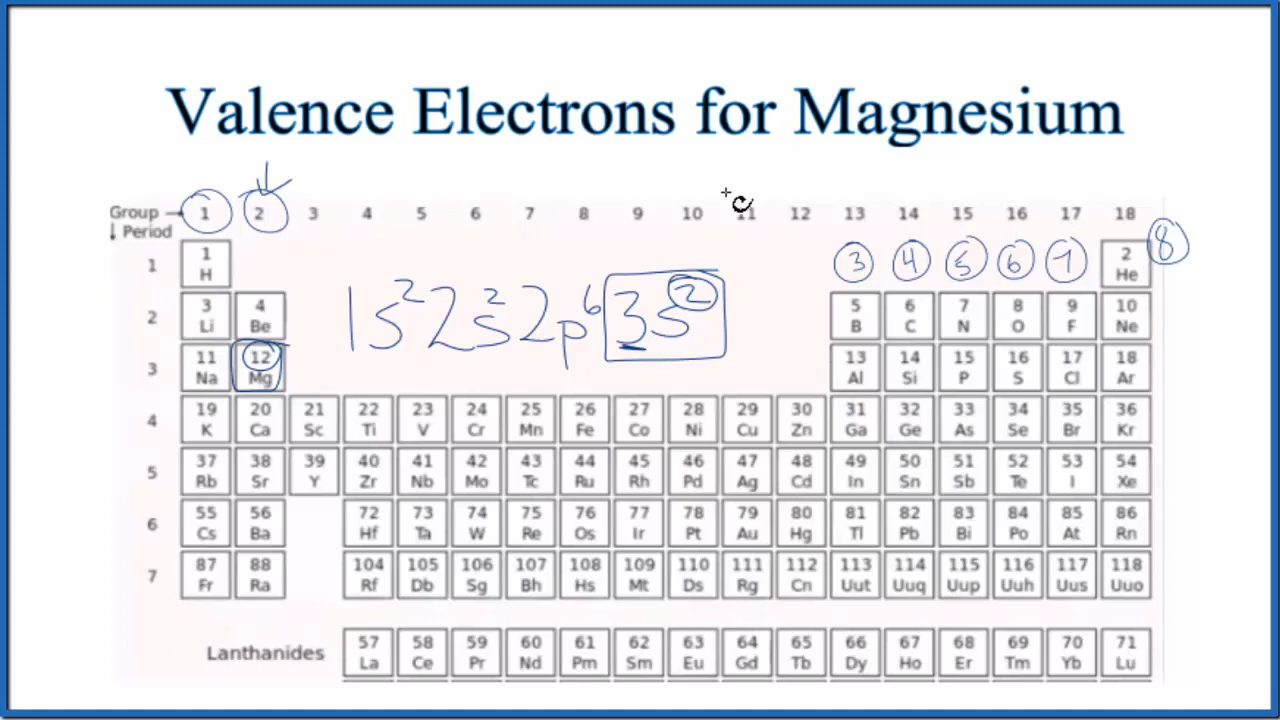 Valence Electrons for Magnesium
Group → 1 2 3 4 5 6 7 8 9 10 11 12 13 14 15 16 17 18
↓ Period
3 4 5 6 7 8
1 1 2
H He
1s² 2s² 2p⁶ 3s²
2 3 4 5 6 7 8 9 10
Li Be B C N O F Ne
3 11 12 13 14 15 16 17 18
Na Mg Al Si P S Cl Ar
4 19 20 21 22 23 24 25 26 27 28 29 30 31 32 33 34 35 36
K Ca Sc Ti V Cr Mn Fe Co Ni Cu Zn Ga Ge As Se Br Kr
5 37 38 39 40 41 42 43 44 45 46 47 48 49 50 51 52 53 54
Rb Sr Y Zr Nb Mo Tc Ru Rh Pd Ag Cd In Sn Sb Te I Xe
6 55 56 72 73 74 75 76 77 78 79 80 81 82 83 84 85 86
Cs Ba Hf Ta W Re Os Ir Pt Au Hg Tl Pb Bi Po At Rn
7 87 88 104 105 106 107 108 109 110 111 112 113 114 115 116 117 118
Fr Ra Rf Db Sg Bh Hs Mt Ds Rg Cn Uut Uuq Uup Uuh Uus Uuo
Lanthanides 57 58 59 60 61 62 63 64 65 66 67 68 69 70 71
La Ce Pr Nd Pm Sm Eu Gd Tb Dy Ho Er Tm Yb Lu